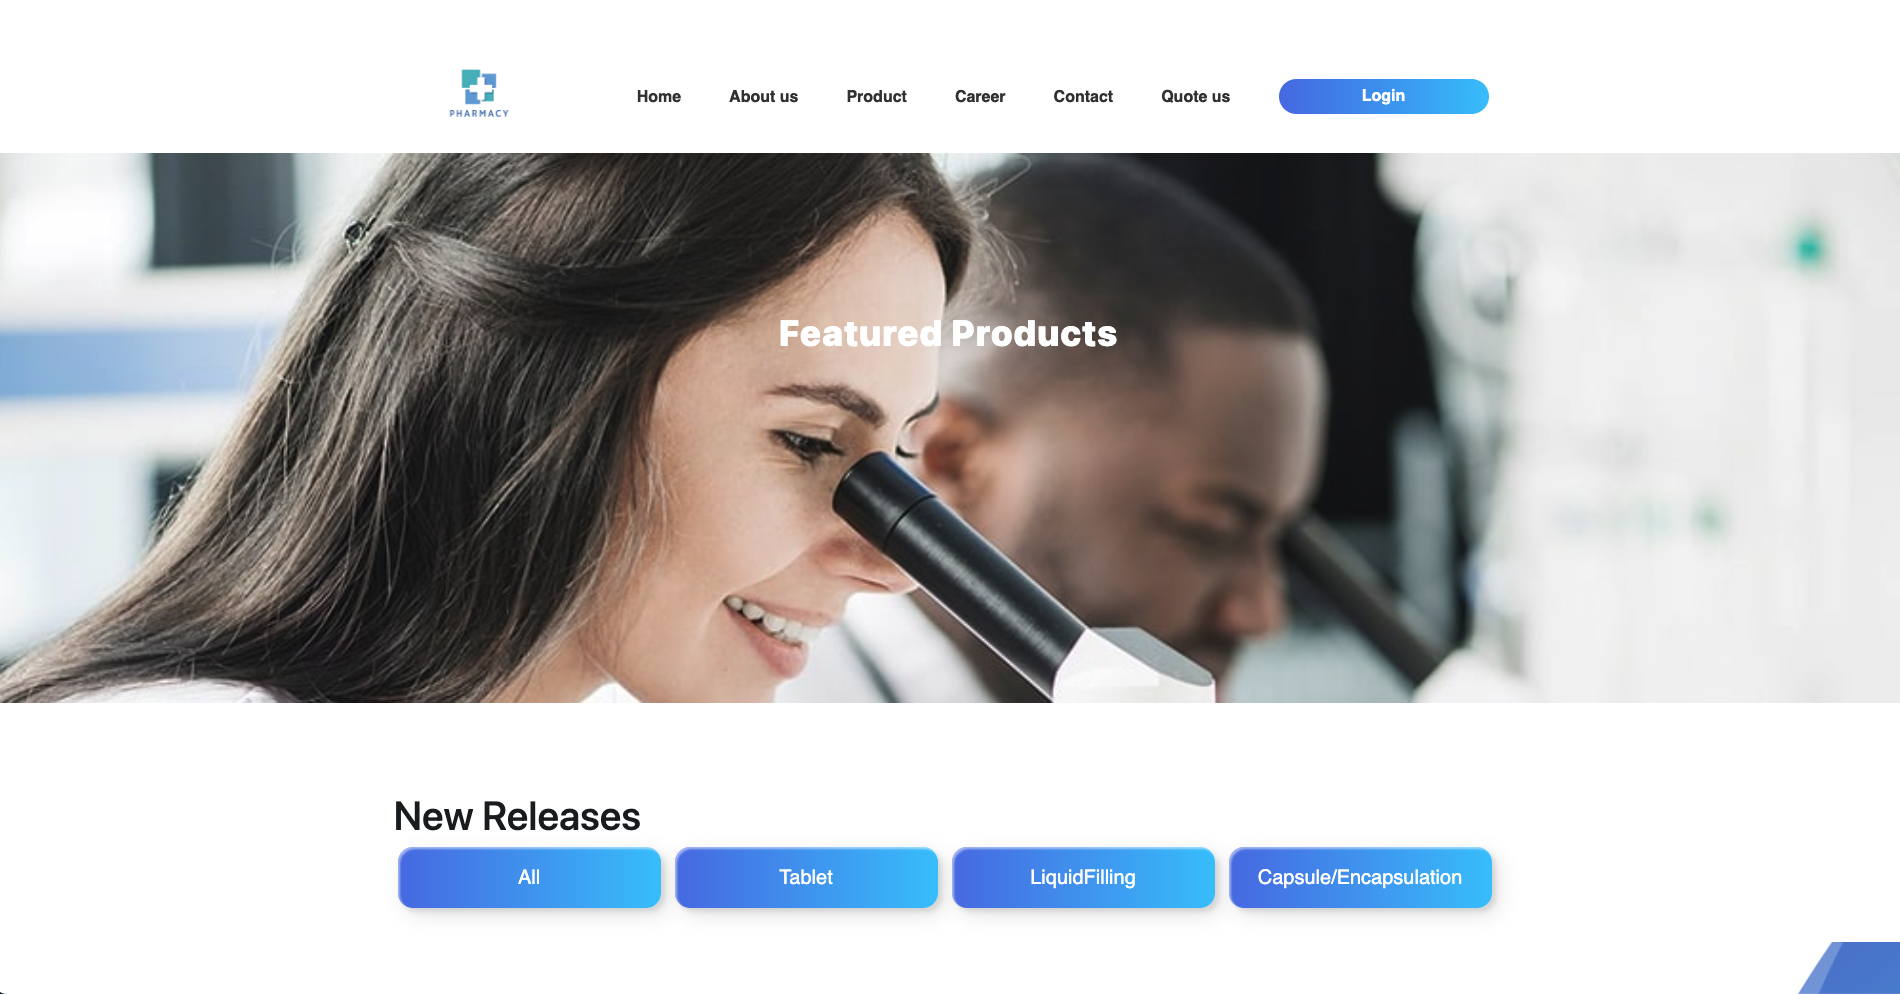 PHARMACY
Home About us Product Career Contact Quote us Login
Featured Products
New Releases
All Tablet LiquidFilling Capsule/Encapsulation